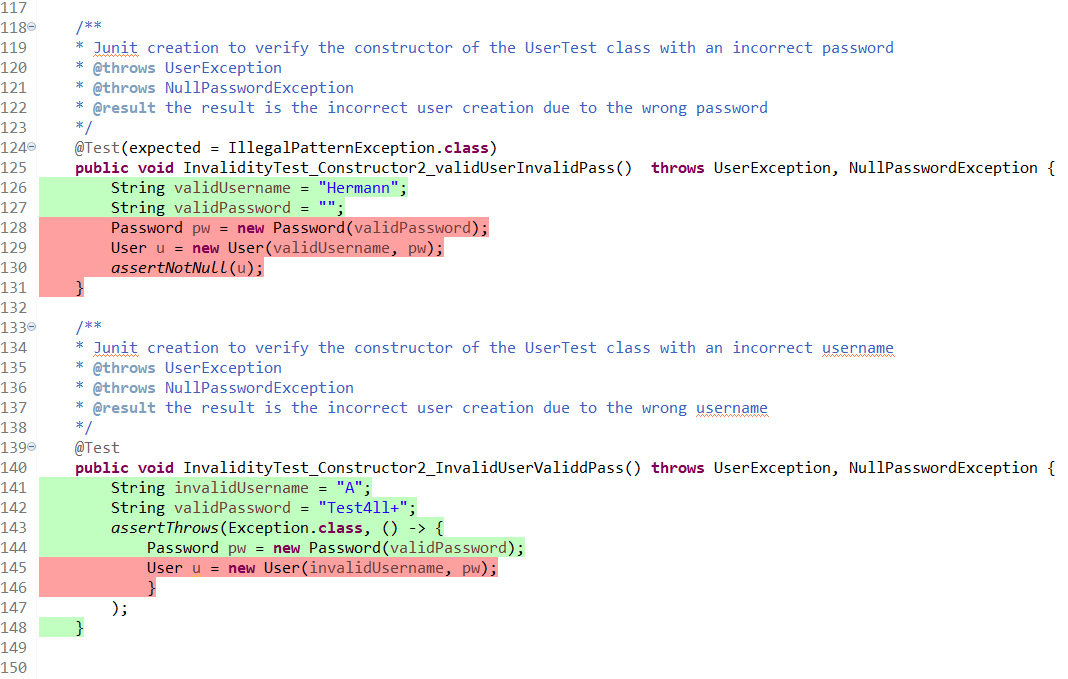 117
118 /**
119 * Junit creation to verify the constructor of the UserTest class with an incorrect password
120 * @throws UserException
121 * @throws NullPasswordException
122 * @result the result is the incorrect user creation due to the wrong password
123 */
124 @Test(expected = IllegalPatternException.class)
125 public void InvalidityTest_Constructor2_validUserInvalidPass()  throws UserException, NullPasswordException {
126 String validUsername = "Hermann";
127 String validPassword = "";
128 Password pw = new Password(validPassword);
129 User u = new User(validUsername, pw);
130 assertNotNull(u);
131 }
132
133 /**
134 * Junit creation to verify the constructor of the UserTest class with an incorrect username
135 * @throws UserException
136 * @throws NullPasswordException
137 * @result the result is the incorrect user creation due to the wrong username
138 */
139 @Test
140 public void InvalidityTest_Constructor2_InvalidUserValiddPass() throws UserException, NullPasswordException {
141 String invalidUsername = "A";
142 String validPassword = "Test4ll+";
143 assertThrows(Exception.class, () -> {
144 Password pw = new Password(validPassword);
145 User u = new User(invalidUsername, pw);
146 }
147 );
148 }
149
150